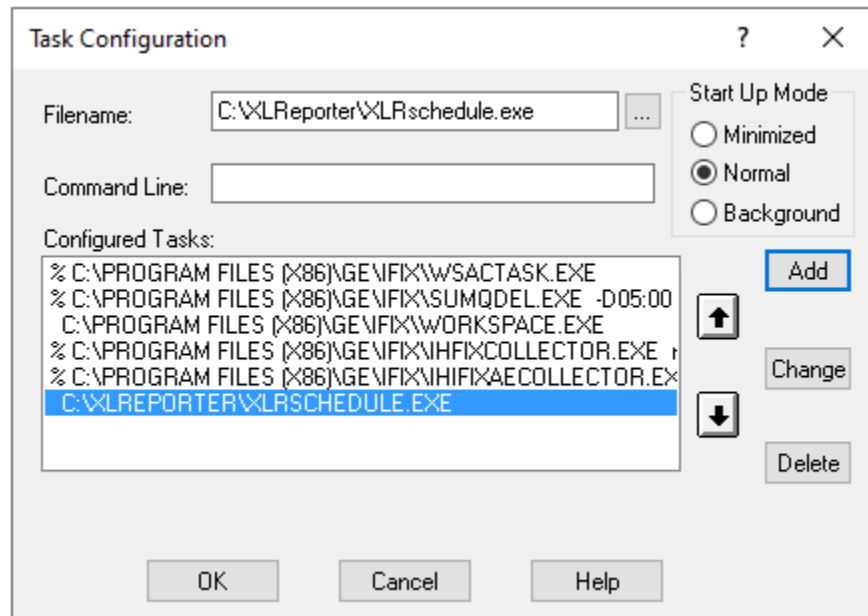 Task Configuration ? X
Filename: C:\XLReporter\XLRschedule.exe ...
Command Line:
Start Up Mode
Minimized
Normal
Background
Configured Tasks:
% C:\PROGRAM FILES (X86)\GE\IFIX\WSACTASK.EXE
% C:\PROGRAM FILES (X86)\GE\IFIX\SUMQDEL.EXE -D05:00
C:\PROGRAM FILES (X86)\GE\IFIX\WORKSPACE.EXE
% C:\PROGRAM FILES (X86)\GE\IFIX\IHFIXCOLLECTOR.EXE
% C:\PROGRAM FILES (X86)\GE\IFIX\IHIFIXAECOLLECTOR.EX
C:\XLREPORTER\XLRSCHEDULE.EXE
Add
Change
Delete
OK Cancel Help